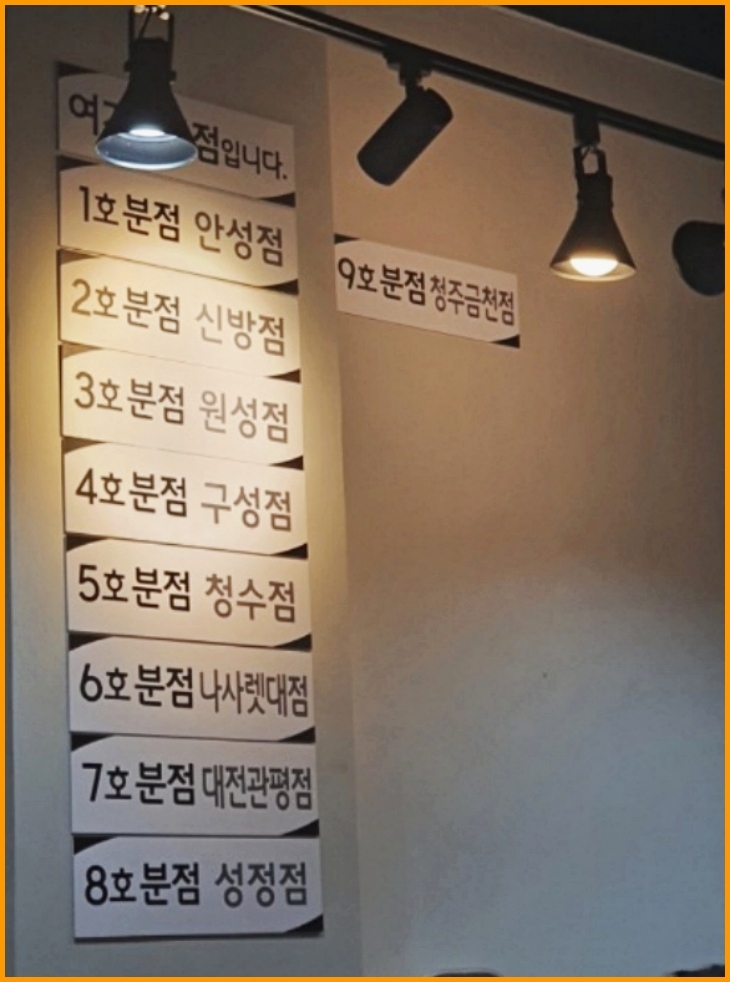 점입니다.
1호분점 안성점
2호분점 신방점
3호분점 원성점
4호분점 구성점
5호분점 청수점
6호분점 나사렛대점
7호분점 대전관평점
8호분점 성정점
9호분점 청주금천점